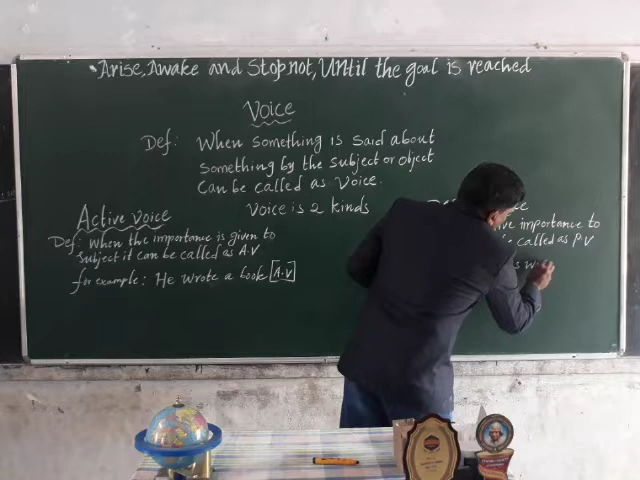 Arise, Awake and Stop not, Until the goal is reached
Voice
Def: When something is said about
something by the subject or object
Can be called as Voice.
Voice is 2 kinds
Active voice
Def: When the importance is given to
subject it can be called as A.V
for example: He wrote a book [A.V]
importance to
called as P.V